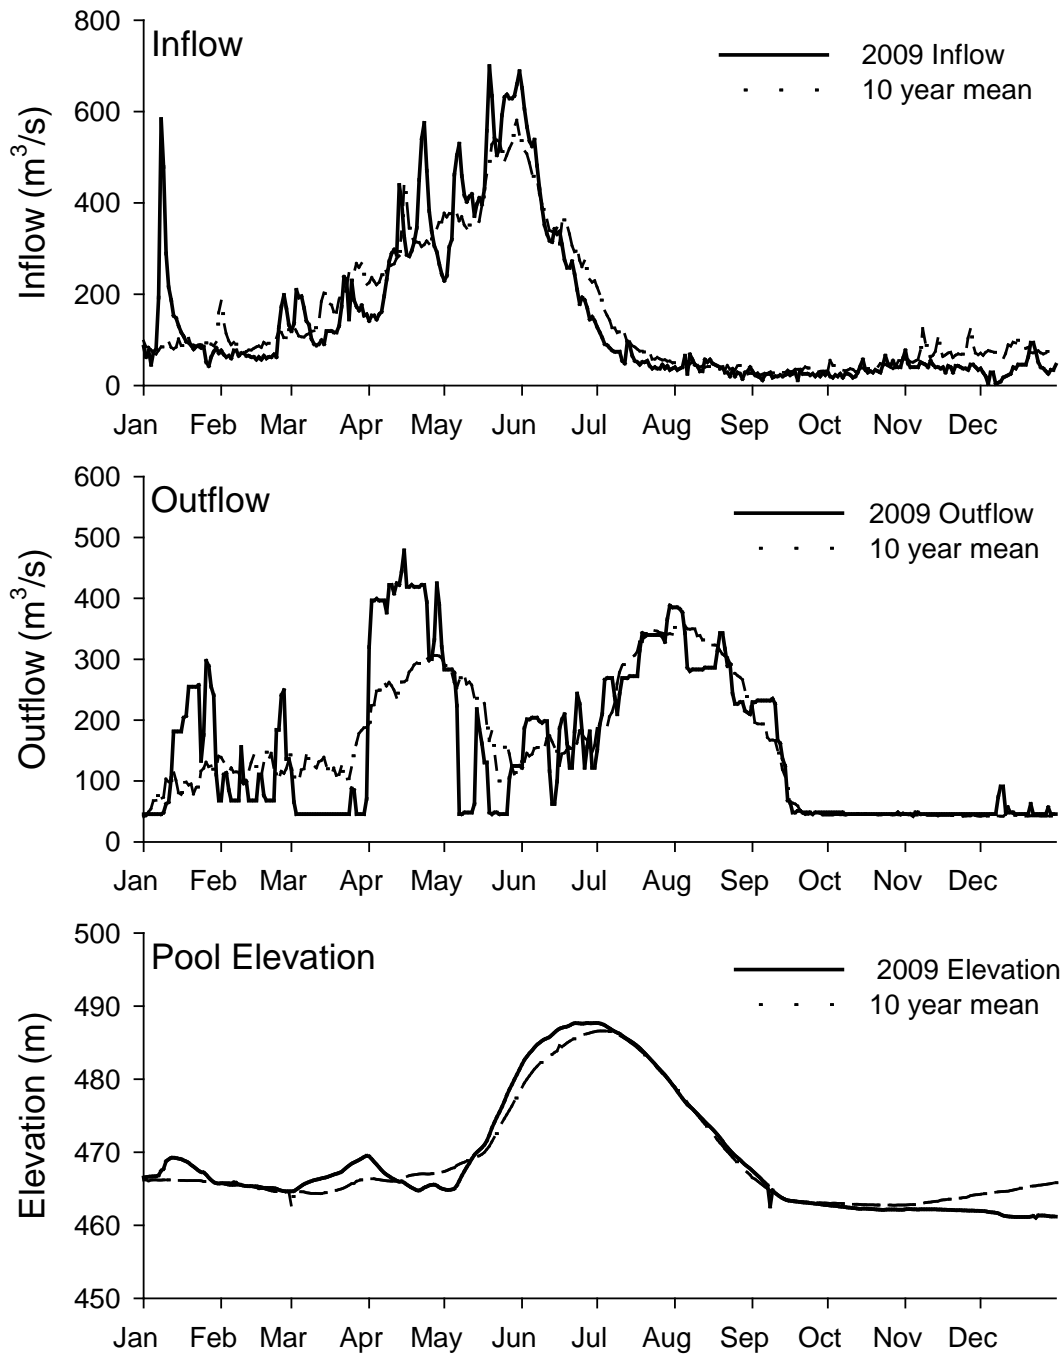 800
Inflow
2009 Inflow
10 year mean
600
400
200
0
Inflow (m³/s)
Jan Feb Mar Apr May Jun Jul Aug Sep Oct Nov Dec
600
Outflow
2009 Outflow
10 year mean
500
400
300
200
100
0
Outflow (m³/s)
Jan Feb Mar Apr May Jun Jul Aug Sep Oct Nov Dec
500
Pool Elevation
2009 Elevation
10 year mean
490
480
470
460
450
Elevation (m)
Jan Feb Mar Apr May Jun Jul Aug Sep Oct Nov Dec